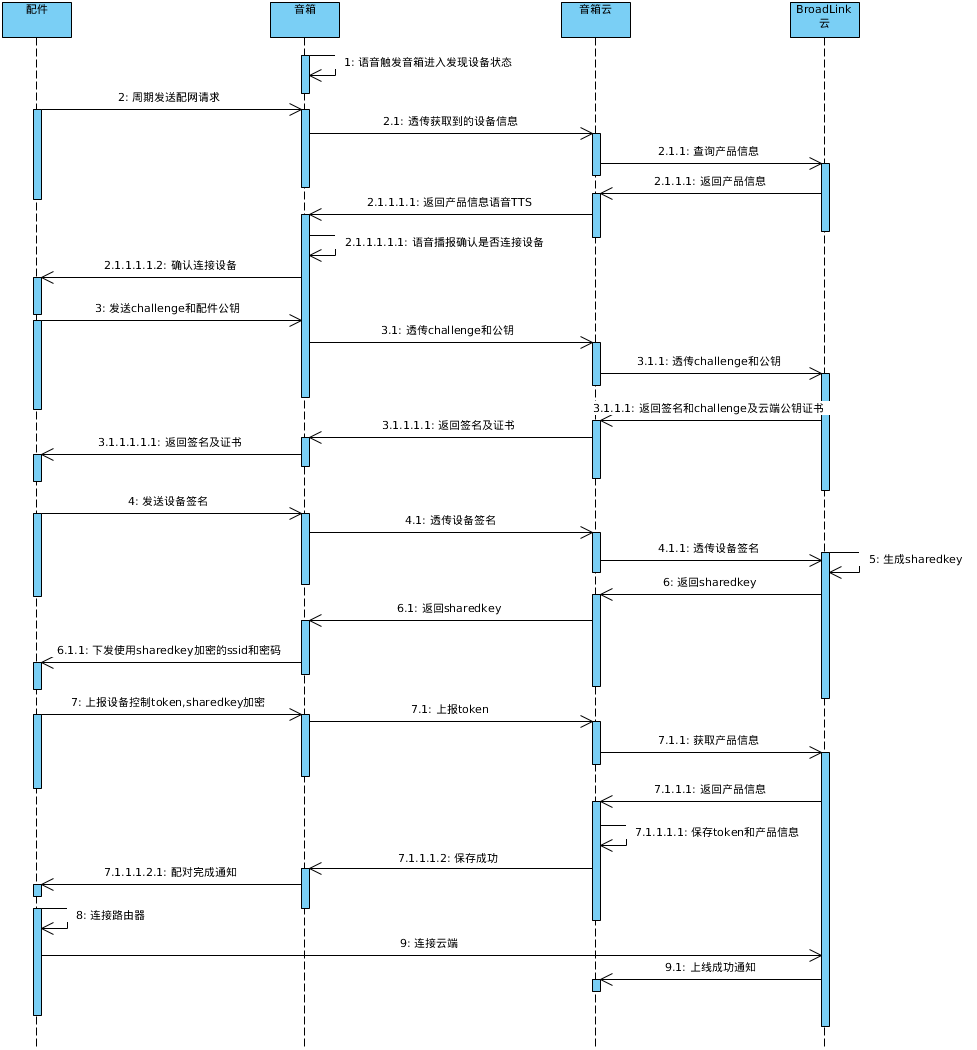 配件
音箱
音箱云
BroadLink
云
1: 语音触发音箱进入发现设备状态
2: 周期发送配网请求
2.1: 透传获取到的设备信息
2.1.1: 查询产品信息
2.1.1.1: 返回产品信息
2.1.1.1.1: 返回产品信息语音TTS
2.1.1.1.1.1: 语音播报确认是否连接设备
2.1.1.1.1.2: 确认连接设备
3: 发送challenge和配件公钥
3.1: 透传challenge和公钥
3.1.1: 透传challenge和公钥
3.1.1.1: 返回签名和challenge及云端公钥证书
3.1.1.1.1: 返回签名及证书
3.1.1.1.1.1: 返回签名及证书
4: 发送设备签名
4.1: 透传设备签名
4.1.1: 透传设备签名
5: 生成sharedkey
6: 返回sharedkey
6.1: 返回sharedkey
6.1.1: 下发使用sharedkey加密的ssid和密码
7: 上报设备控制token,sharedkey加密
7.1: 上报token
7.1.1: 获取产品信息
7.1.1.1: 返回产品信息
7.1.1.1.1: 保存token和产品信息
7.1.1.1.2: 保存成功
7.1.1.1.2.1: 配对完成通知
8: 连接路由器
9: 连接云端
9.1: 上线成功通知